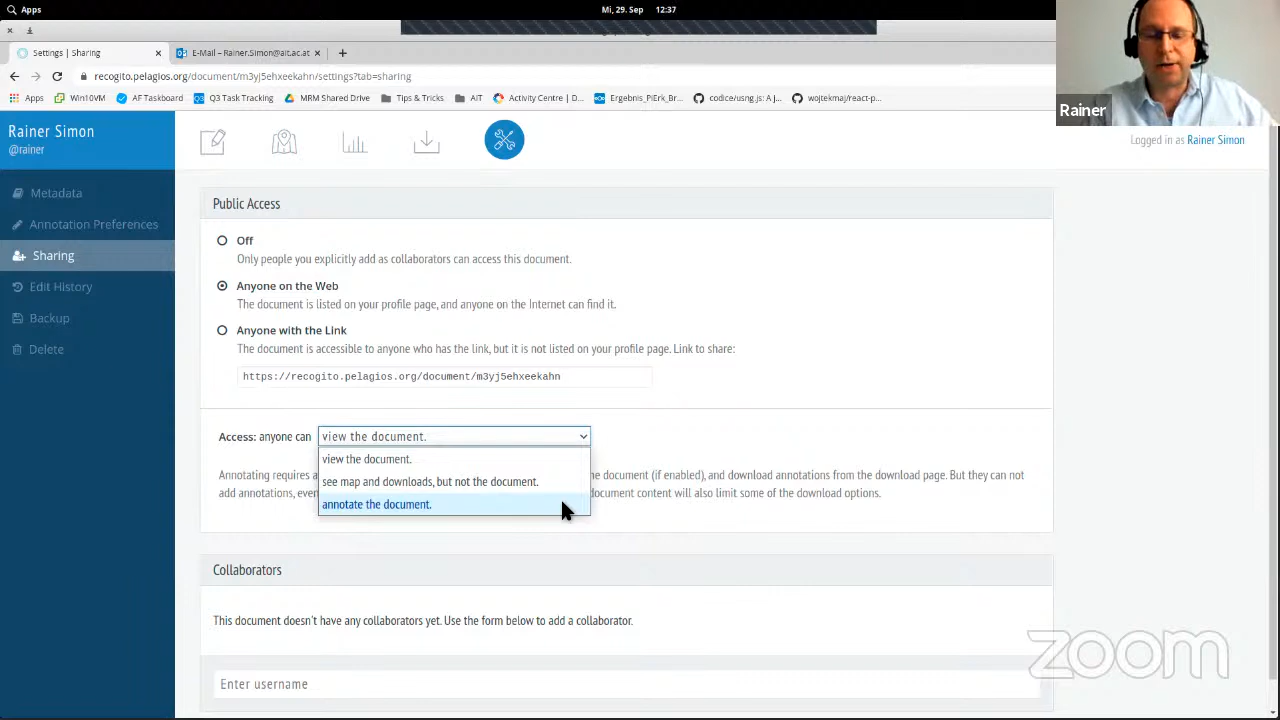 Apps
Mi, 29. Sep 12:37
Settings | Sharing
E-Mail – Rainer.Simon@ait.ac.at
recogito.pelagios.org/document/m3yj5ehxeekahn/settings?tab=sharing
Apps
Win10VM
AF Taskboard
Q3 Task Tracking
MRM Shared Drive
Tips & Tricks
AIT
Activity Centre | D...
Ergebnis_PiErk_Br...
codice/usng.js: A j...
wojtekmaj/react-p...
Rainer
Rainer Simon
@rainer
Logged in as Rainer Simon
Metadata
Annotation Preferences
Sharing
Edit History
Backup
Delete
Public Access
Off
Only people you explicitly add as collaborators can access this document.
Anyone on the Web
The document is listed on your profile page, and anyone on the Internet can find it.
Anyone with the Link
The document is accessible to anyone who has the link, but it is not listed on your profile page. Link to share:
https://recogito.pelagios.org/document/m3yj5ehxeekahn
Access: anyone can view the document.
view the document.
see map and downloads, but not the document.
annotate the document.
Annotating requires a
he document (if enabled), and download annotations from the download page. But they can not
add annotations, even
document content will also limit some of the download options.
Collaborators
This document doesn't have any collaborators yet. Use the form below to add a collaborator.
Enter username
zoom